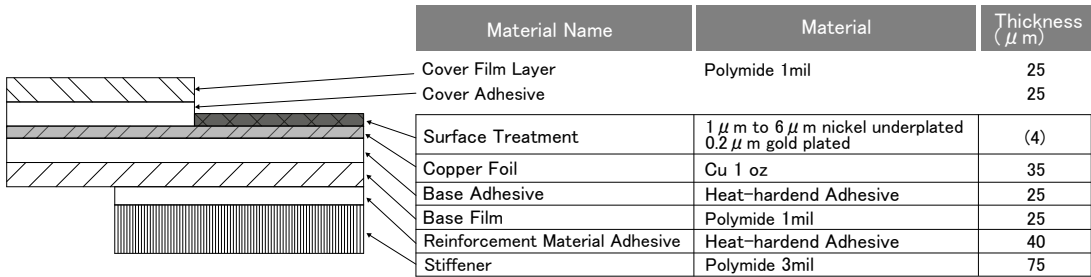 Material Name Material Thickness
(μm)
Cover Film Layer Polymide 1mil 25
Cover Adhesive 25
Surface Treatment 1μm to 6μm nickel underplated
0.2μm gold plated (4)
Copper Foil Cu 1 oz 35
Base Adhesive Heat-hardend Adhesive 25
Base Film Polymide 1mil 25
Reinforcement Material Adhesive Heat-hardend Adhesive 40
Stiffener Polymide 3mil 75